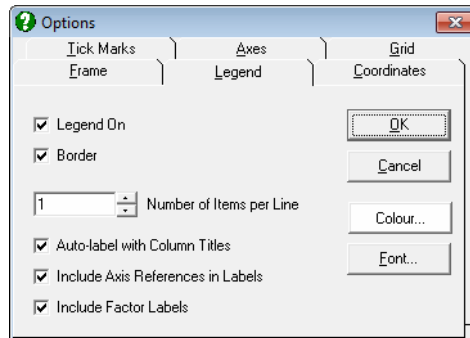 Options
Tick Marks Axes Grid
Frame Legend Coordinates
Legend On
OK
Border
Cancel
1 Number of Items per Line
Colour...
Auto-label with Column Titles
Font...
Include Axis References in Labels
Include Factor Labels